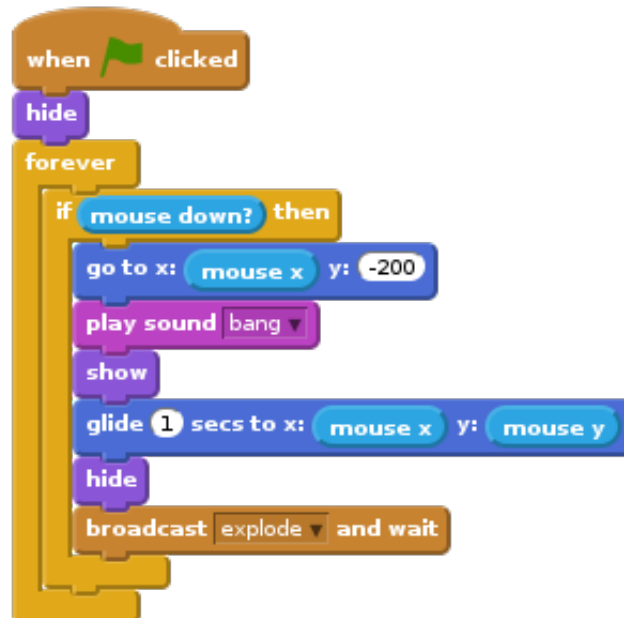 when clicked
hide
forever
if mouse down? then
go to x: mouse x y: -200
play sound bang
show
glide 1 secs to x: mouse x y: mouse y
hide
broadcast explode and wait